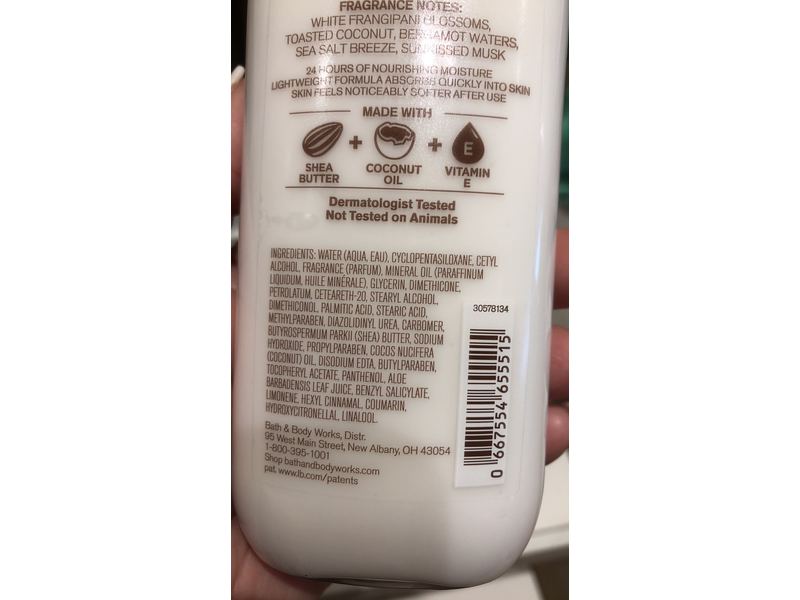 FRAGRANCE NOTES:
WHITE FRANGIPANI BLOSSOMS,
TOASTED COCONUT, BERGAMOT WATERS,
SEA SALT BREEZE, SUNKISSED MUSK
24 HOURS OF NOURISHING MOISTURE
LIGHTWEIGHT FORMULA ABSORBS QUICKLY INTO SKIN
SKIN FEELS NOTICEABLY SOFTER AFTER USE
MADE WITH
+ + E
SHEA BUTTER COCONUT OIL VITAMIN E
Dermatologist Tested
Not Tested on Animals
INGREDIENTS: WATER (AQUA, EAU), CYCLOPENTASILOXANE, CETYL
ALCOHOL, FRAGRANCE (PARFUM), MINERAL OIL (PARAFFINUM
LIQUIDUM, HUILE MINÉRALE), GLYCERIN, DIMETHICONE,
PETROLATUM, CETEARETH-20, STEARYL ALCOHOL,
DIMETHICONOL, PALMITIC ACID, STEARIC ACID,
METHYLPARABEN, DIAZOLIDINYL UREA, CARBOMER,
BUTYROSPERMUM PARKII (SHEA) BUTTER, SODIUM
HYDROXIDE, PROPYLPARABEN, COCOS NUCIFERA
(COCONUT) OIL, DISODIUM EDTA, BUTYLPARABEN,
TOCOPHERYL ACETATE, PANTHENOL, ALOE
BARBADENSIS LEAF JUICE, BENZYL SALICYLATE,
LIMONENE, HEXYL CINNAMAL, COUMARIN,
HYDROXYCITRONELLAL, LINALOOL.
Bath & Body Works, Distr.
95 West Main Street, New Albany, OH 43054
1-800-395-1001
Shop bathandbodyworks.com
pat. www.lb.com/patents
30578134
0 667554 655515